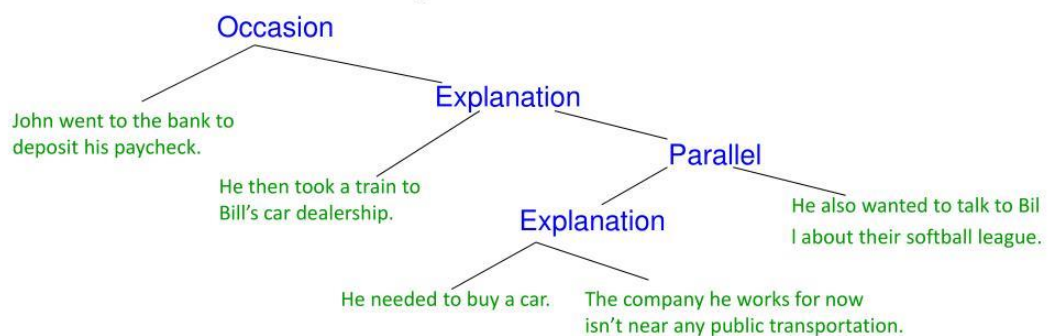 Occasion
Explanation
John went to the bank to
deposit his paycheck.
Parallel
He then took a train to
Bill's car dealership.
He also wanted to talk to Bil
l about their softball league.
Explanation
He needed to buy a car.
The company he works for now
isn't near any public transportation.